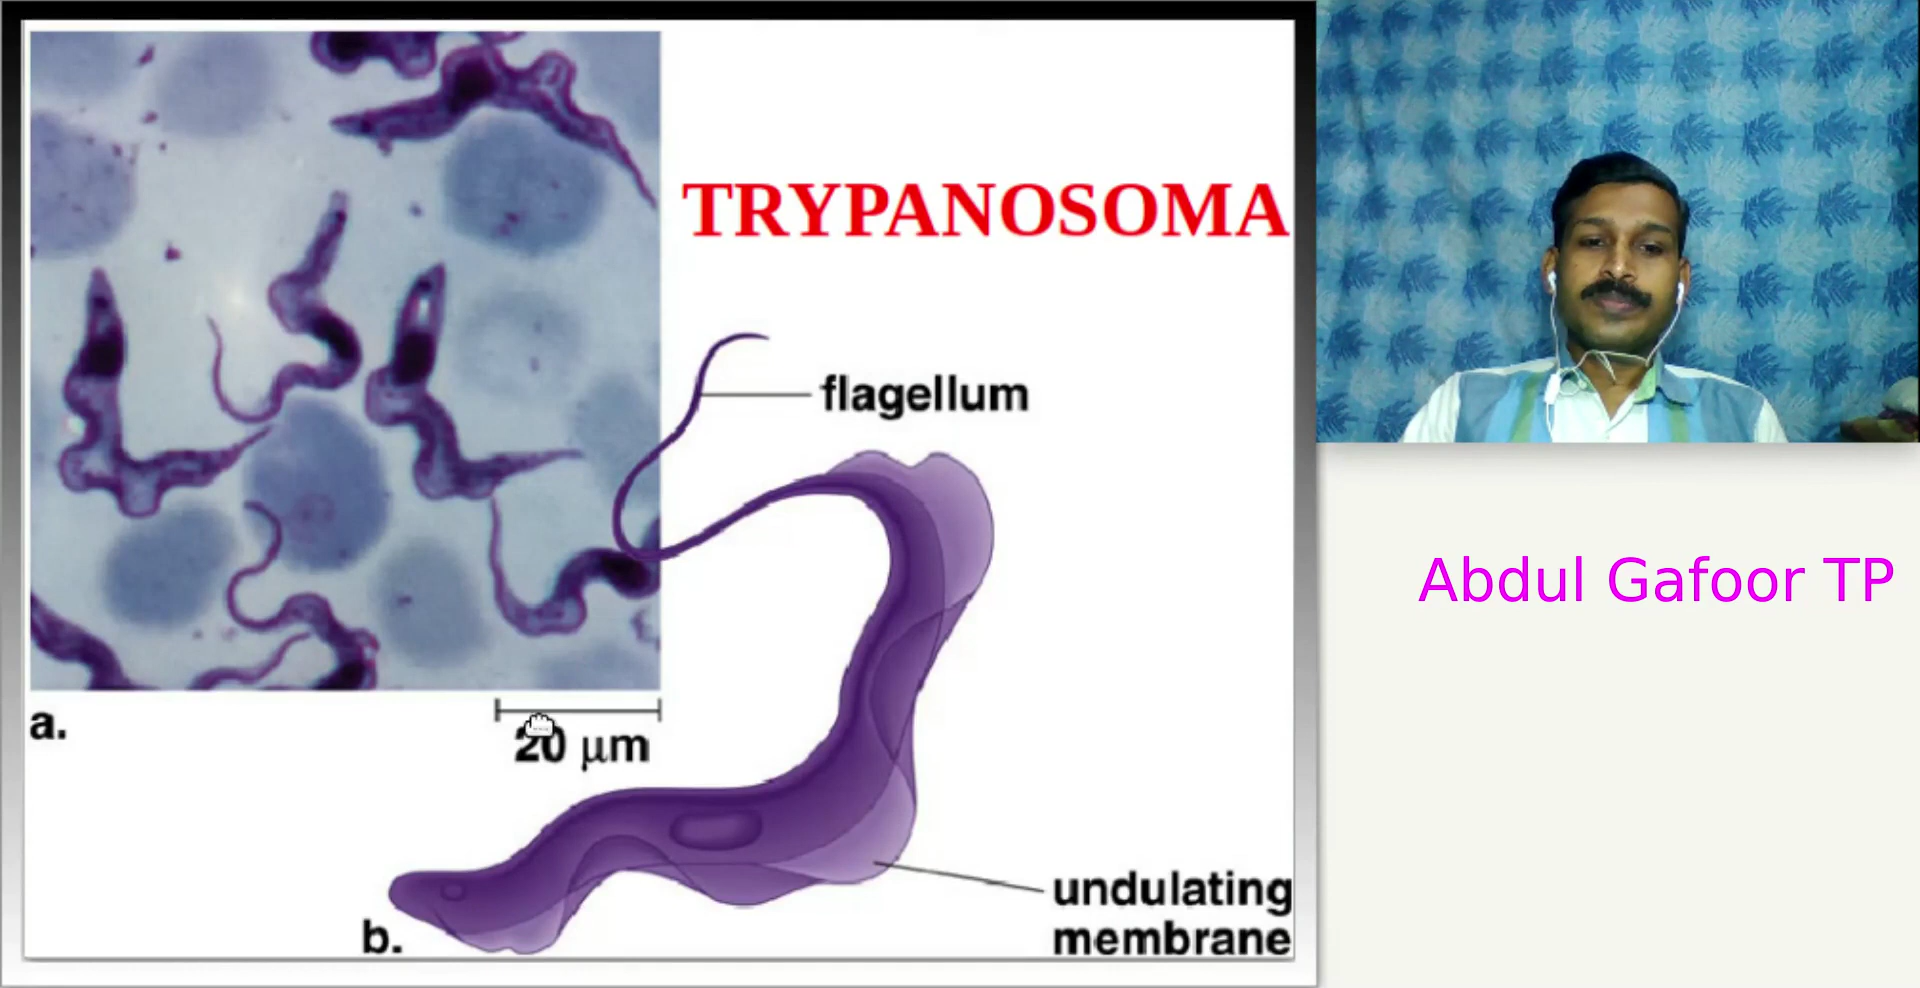 TRYPANOSOMA
flagellum
a.
20 μm
undulating
membrane
b.
Abdul Gafoor TP